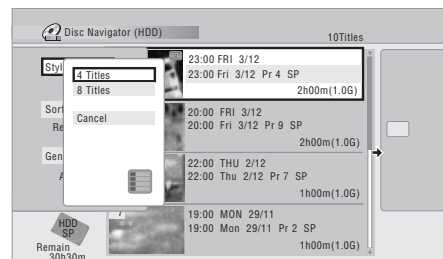 Disc Navigator (HDD)
10Titles
Styl
4 Titles
8 Titles
Cancel
Sort
Re
Gen
A
23:00 FRI 3/12
23:00 Fri 3/12 Pr 4 SP
2h00m(1.0G)
20:00 FRI 3/12
20:00 Fri 3/12 Pr 9 SP
2h00m(1.0G)
22:00 THU 2/12
22:00 Thu 2/12 Pr 7 SP
1h00m(1.0G)
7
19:00 MON 29/11
19:00 Mon 29/11 Pr 2 SP
1h00m(1.0G)
HDD
SP
Remain
30h30m